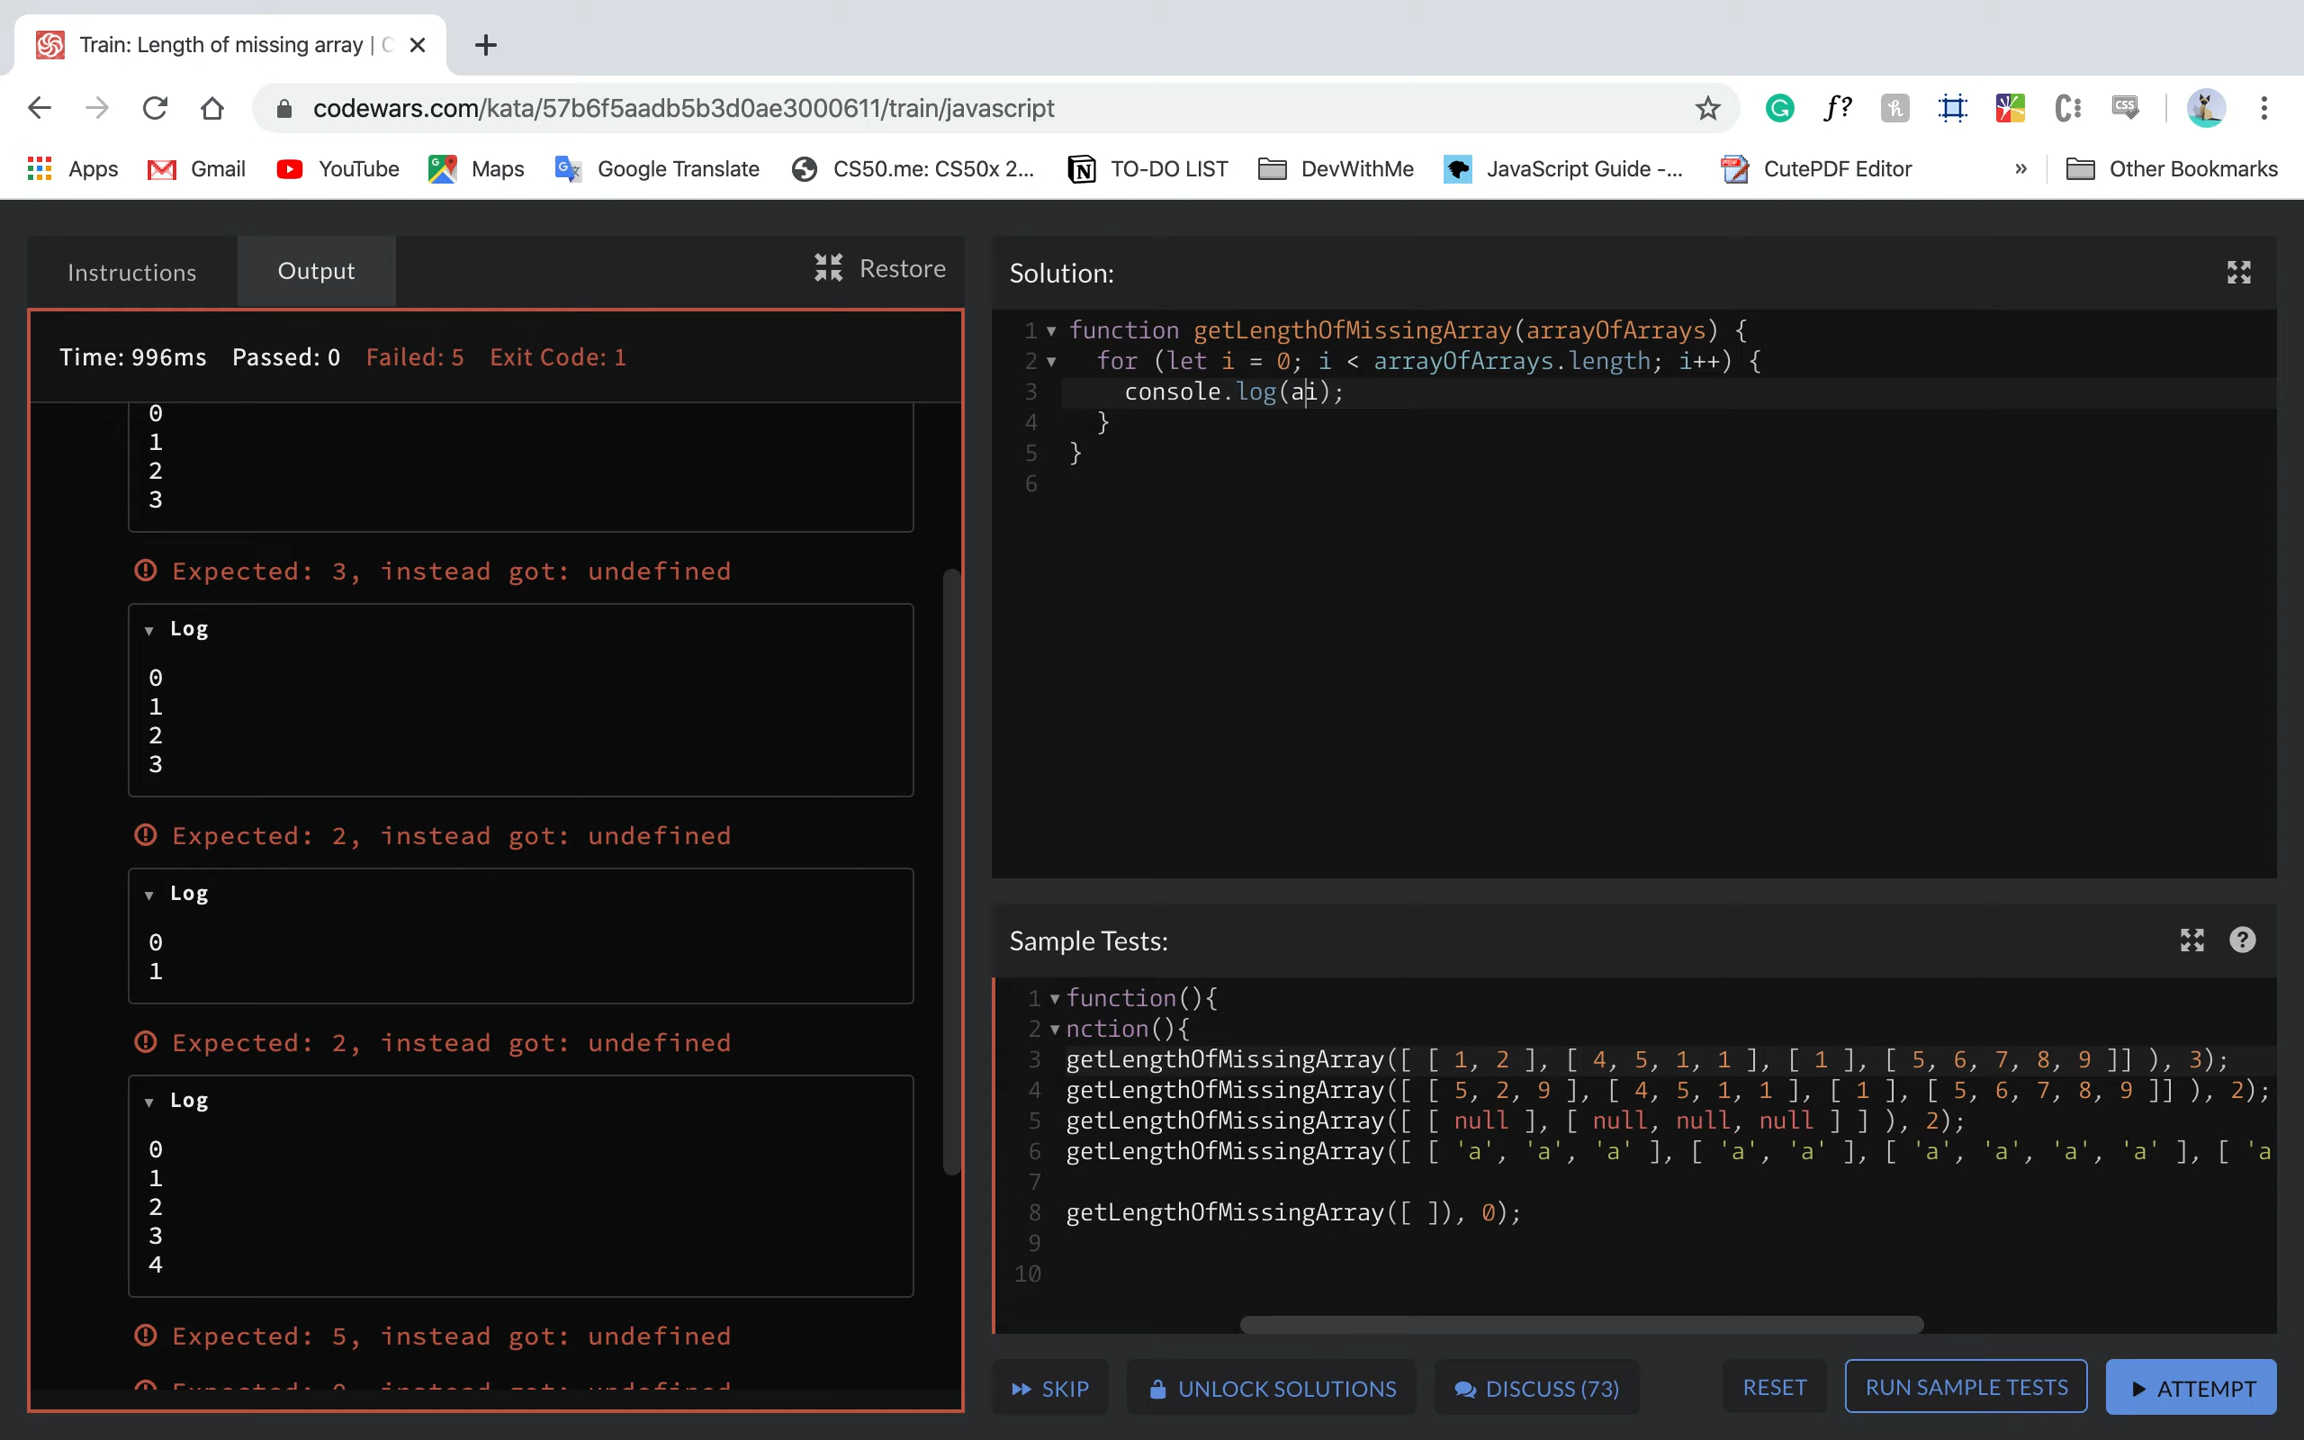 Train: Length of missing array | C
codewars.com/kata/57b6f5aadb5b3d0ae3000611/train/javascript
Apps Gmail YouTube Maps Google Translate CS50.me: CS50x 2... TO-DO LIST DevWithMe JavaScript Guide -... CutePDF Editor » Other Bookmarks
Instructions Output Restore
Time: 996ms Passed: 0 Failed: 5 Exit Code: 1
0
1
2
3
Expected: 3, instead got: undefined
▼ Log
0
1
2
3
Expected: 2, instead got: undefined
▼ Log
0
1
Expected: 2, instead got: undefined
▼ Log
0
1
2
3
4
Expected: 5, instead got: undefined
Expected: 0, instead got: undefined
Solution:
1 function getLengthOfMissingArray(arrayOfArrays) {
2 for (let i = 0; i < arrayOfArrays.length; i++) {
3 console.log(ai);
4 }
5 }
6
Sample Tests:
1 function(){
2 nction(){
3 getLengthOfMissingArray([ [ 1, 2 ], [ 4, 5, 1, 1 ], [ 1 ], [ 5, 6, 7, 8, 9 ]] ), 3);
4 getLengthOfMissingArray([ [ 5, 2, 9 ], [ 4, 5, 1, 1 ], [ 1 ], [ 5, 6, 7, 8, 9 ]] ), 2);
5 getLengthOfMissingArray([ [ null ], [ null, null, null ] ] ), 2);
6 getLengthOfMissingArray([ [ 'a', 'a', 'a' ], [ 'a', 'a' ], [ 'a', 'a', 'a', 'a' ], [ 'a
7
8 getLengthOfMissingArray([ ]), 0);
9
10
SKIP UNLOCK SOLUTIONS DISCUSS (73) RESET RUN SAMPLE TESTS ATTEMPT